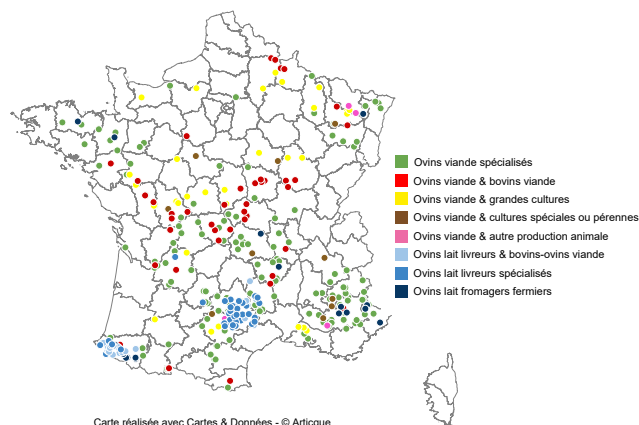 Ovins viande spécialisés
Ovins viande & bovins viande
Ovins viande & grandes cultures
Ovins viande & cultures spéciales ou pérennes
Ovins viande & autre production animale
Ovins lait livreurs & bovins-ovins viande
Ovins lait livreurs spécialisés
Ovins lait fromagers fermiers
Carte réalisée avec Cartes & Données - © Articque